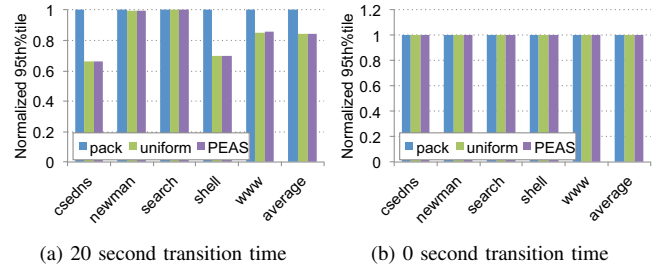 Normalized 95th%tile
1
0.8
0.6
0.4
0.2
0
pack uniform PEAS
csedns
newman
search
shell
www
average
(a) 20 second transition time
Normalized 95th%tile
1.2
1
0.8
0.6
0.4
0.2
0
pack uniform PEAS
csedns
newman
search
shell
www
average
(b) 0 second transition time